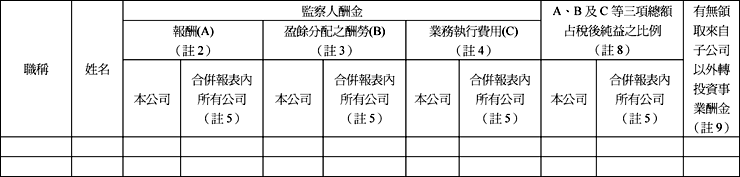 職稱
姓名
監察人酬金
報酬(A)
（註 2）
盈餘分配之酬勞(B)
（註 3）
業務執行費用(C)
（註 4）
A、B 及 C 等三項總額
占稅後純益之比例
（註 8）
有無領
取來自
子公司
以外轉
投資事
業酬金
（註 9）
本公司
合併報表內
所有公司
（註 5）
本公司
合併報表內
所有公司
（註 5）
本公司
合併報表內
所有公司
（註 5）
本公司
合併報表內
所有公司
（註 5）